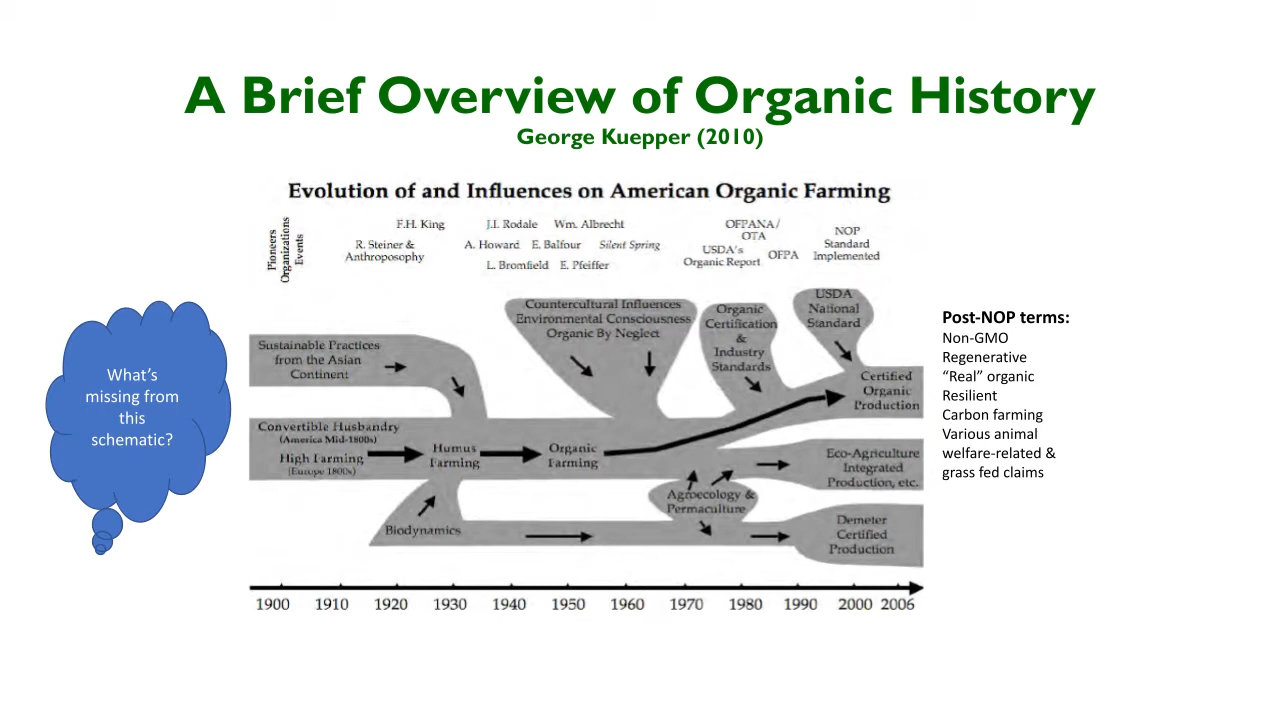 A Brief Overview of Organic History
George Kuepper (2010)
Evolution of and Influences on American Organic Farming
Pioneers
Organizations
Events
F.H. King
R. Steiner &
Anthroposophy
J.I. Rodale
Wm. Albrecht
A. Howard
E. Balfour
Silent Spring
L. Bromfield
E. Pfeiffer
OFPANA/
OTA
USDA's
Organic Report
OFPA
NOP
Standard
Implemented
What's
missing from
this
schematic?
Sustainable Practices
from the Asian
Continent
Countercultural Influences
Environmental Consciousness
Organic By Neglect
Organic
Certification
&
Industry
Standards
USDA
National
Standard
Certified
Organic
Production
Convertible Husbandry
(America Mid-1800s)
High Farming
(Europe 1800s)
Humus
Farming
Organic
Farming
Eco-Agriculture
Integrated
Production, etc.
Agroecology &
Permaculture
Biodynamics
Demeter
Certified
Production
1900 1910 1920 1930 1940 1950 1960 1970 1980 1990 2000 2006
Post-NOP terms:
Non-GMO
Regenerative
“Real” organic
Resilient
Carbon farming
Various animal
welfare-related &
grass fed claims